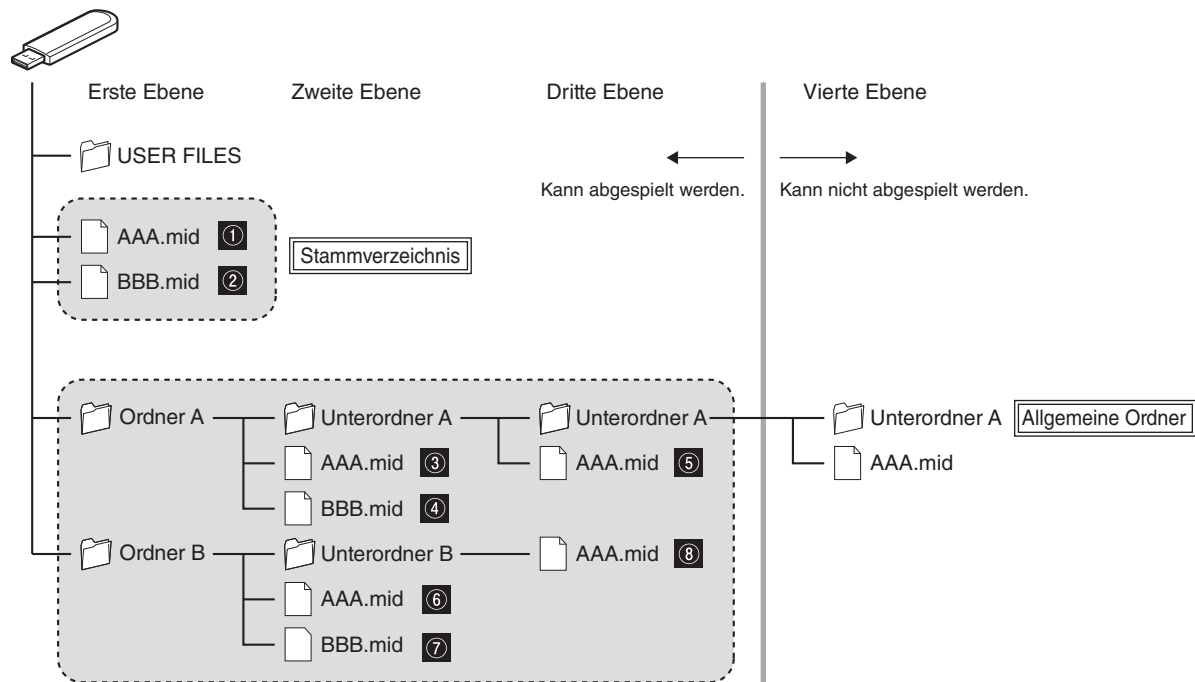 Erste Ebene Zweite Ebene Dritte Ebene Vierte Ebene
USER FILES
Kann abgespielt werden. Kann nicht abgespielt werden.
AAA.mid ①
Stammverzeichnis
BBB.mid ②
Ordner A Unterordner A Unterordner A Unterordner A Allgemeine Ordner
AAA.mid ③ AAA.mid ⑤ AAA.mid
BBB.mid ④
Ordner B Unterordner B AAA.mid ⑧
AAA.mid ⑥
BBB.mid ⑦